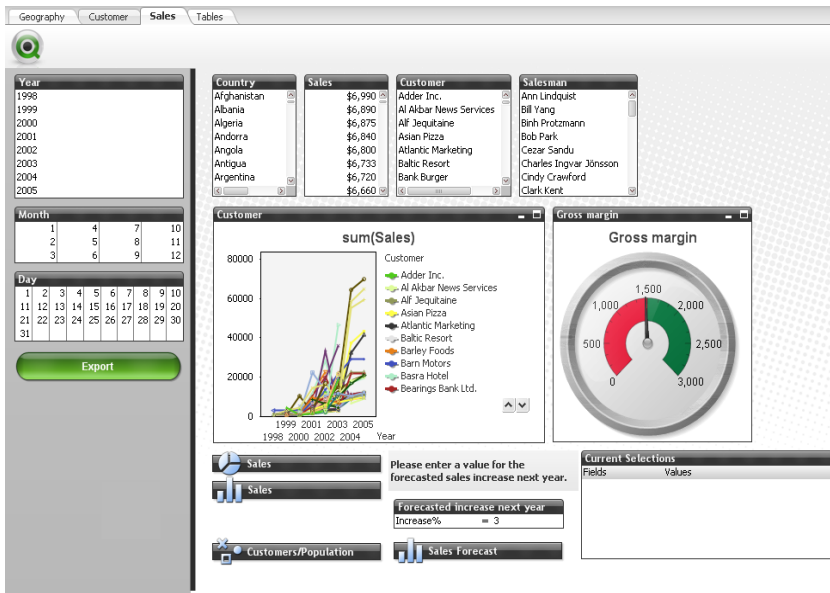 Geography Customer Sales Tables
Year
1998
1999
2000
2001
2002
2003
2004
2005
Month
1 4 7 10
2 5 8 11
3 6 9 12
Day
1 2 3 4 5 6 7 8 9 10
11 12 13 14 15 16 17 18 19 20
21 22 23 24 25 26 27 28 29 30
31
Export
Country
Afghanistan
Albania
Algeria
Andorra
Angola
Antigua
Argentina
Sales
$6,990
$6,890
$6,875
$6,840
$6,800
$6,733
$6,720
$6,660
Customer
Adder Inc.
Al Akbar News Services
Alf Jequitaine
Asian Pizza
Atlantic Marketing
Baltic Resort
Bank Burger
Salesman
Ann Lindquist
Bill Yang
Binh Protzmann
Bob Park
Cezar Sandu
Charles Ingvar Jönsson
Cindy Crawford
Clark Kent
Customer
sum(Sales)
80000
60000
40000
20000
0
1999 2001 2003 2005
1998 2000 2002 2004 Year
Customer
Adder Inc.
Al Akbar News Services
Alf Jequitaine
Asian Pizza
Atlantic Marketing
Baltic Resort
Barley Foods
Barn Motors
Basra Hotel
Bearings Bank Ltd.
Gross margin
Gross margin
0
500
1,000
1,500
2,000
2,500
3,000
Sales
Sales
Customers/Population
Please enter a value for the
forecasted sales increase next year.
Forecasted increase next year
Increase% = 3
Sales Forecast
Current Selections
Fields Values